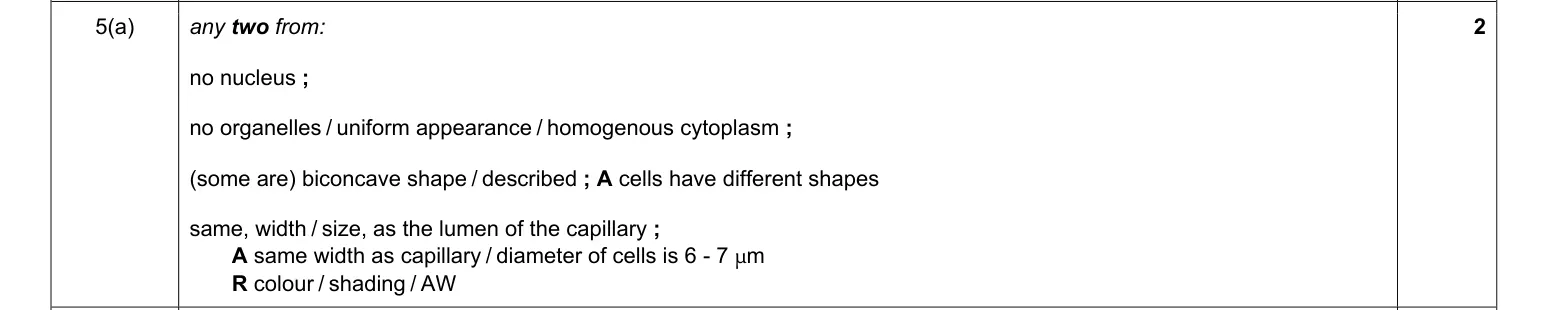 5(a) any two from: 2
no nucleus ;
no organelles / uniform appearance / homogenous cytoplasm ;
(some are) biconcave shape / described ; A cells have different shapes
same, width / size, as the lumen of the capillary ;
A same width as capillary / diameter of cells is 6 - 7 μm
R colour / shading / AW